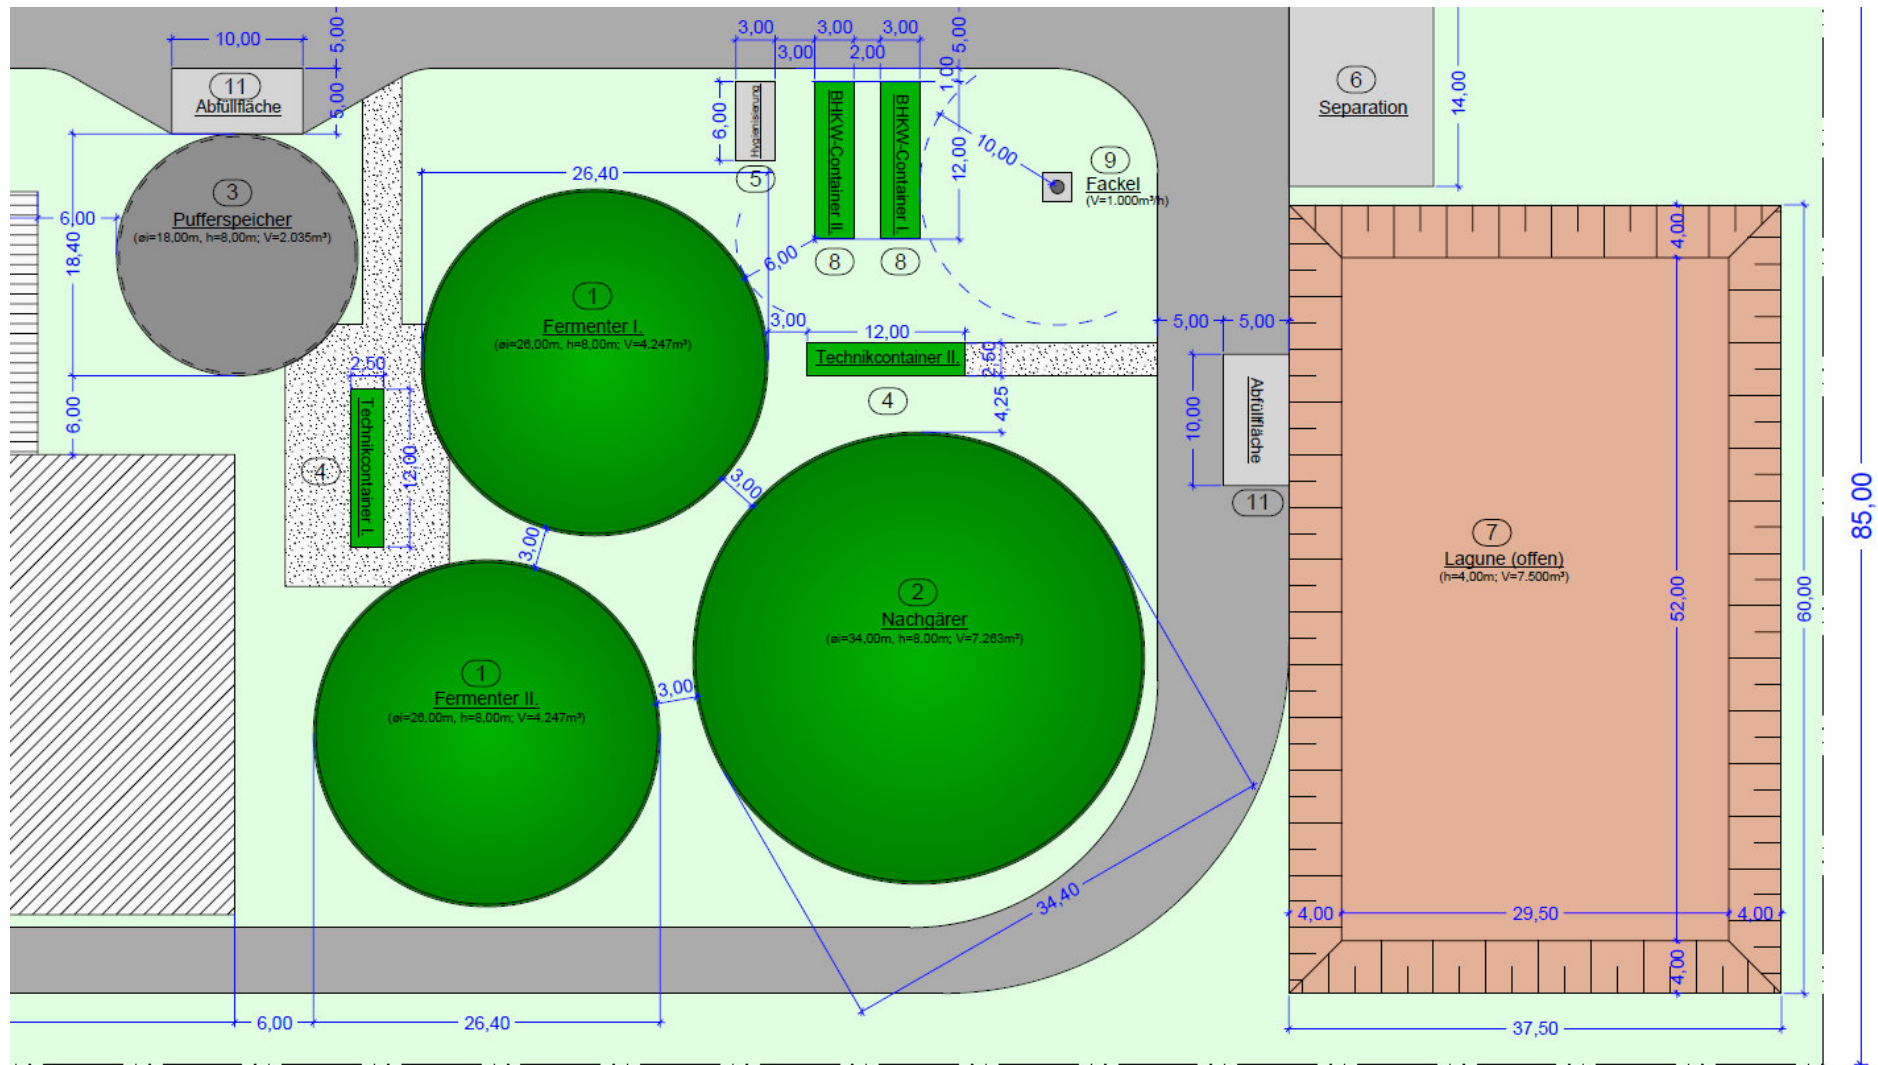 10,00
5,00
5,00
11
Abfüllfläche
3,00
3,00
3,00
3,00
2,00
5,00
1,00
6,00
Hygienisierung
5
BHKW-Container II.
8
BHKW-Container I.
8
12,00
10,00
9
Fackel
(V=1.000m³/h)
6
Separation
14,00
6,00
18,40
3
Pufferspeicher
(øi=18,00m, h=8,00m; V=2.035m³)
6,00
26,40
1
Fermenter I.
(øi=26,00m, h=8,00m; V=4.247m³)
6,00
3,00
12,00
Technikcontainer II.
2,50
4
4,25
2,50
Technikcontainer I.
12,00
4
5,00
5,00
10,00
Abfüllfläche
11
3,00
3,00
3,00
1
Fermenter II.
(øi=26,00m, h=8,00m; V=4.247m³)
2
Nachgärer
(øi=34,00m, h=8,00m; V=7.263m³)
34,40
7
Lagune (offen)
(h=4,00m; V=7.500m³)
4,00
52,00
4,00
60,00
85,00
4,00
29,50
4,00
37,50
6,00
26,40